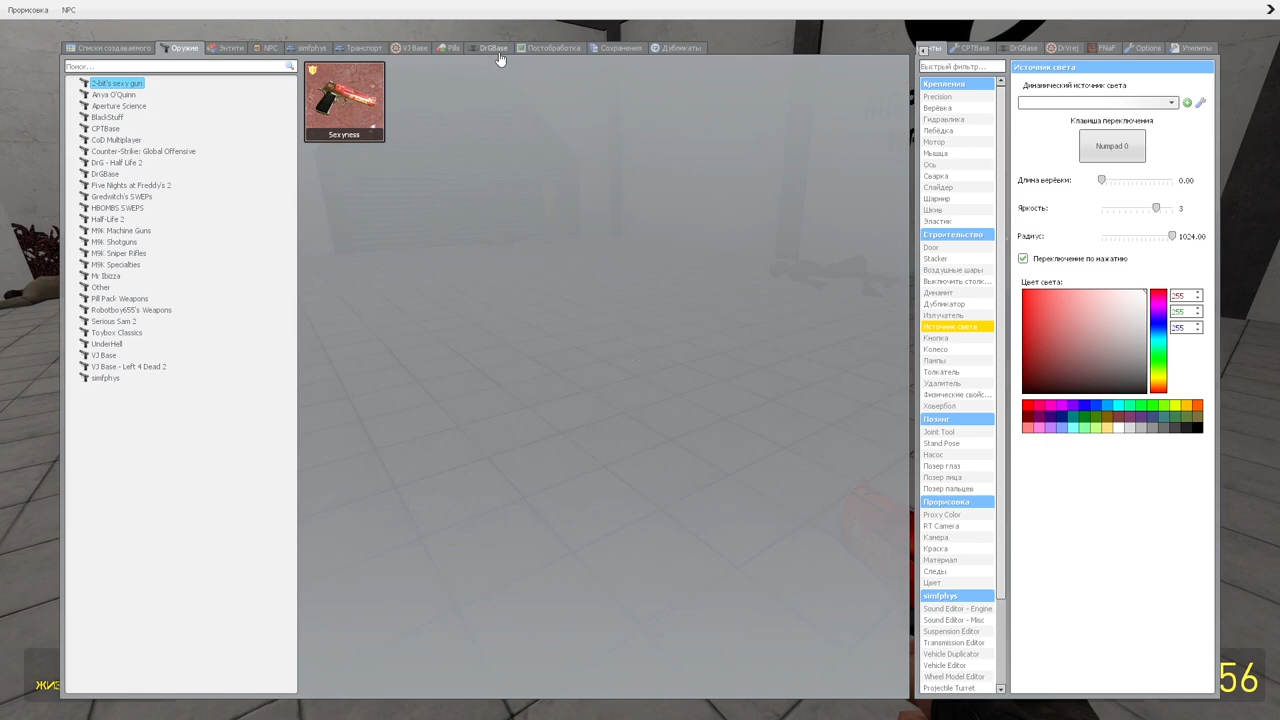 Прорисовка NPC
Списки создаваемого Оружие Энтити NPC simfphys Транспорт VJ Base Pills DrGBase Постобработка Сохранения Дубликаты
CPTBase DrGBase DrVrej FNaF Options Утилиты
Поиск...
2-bit's sexy gun
Anya O'Quinn
Aperture Science
BlackStuff
CPTBase
CoD Multiplayer
Counter-Strike: Global Offensive
DrG - Half Life 2
DrGBase
Five Nights at Freddy's 2
Gredwitch's SWEPs
HBOMBS SWEPS
Half-Life 2
M9K Machine Guns
M9K Shotguns
M9K Sniper Rifles
M9K Specialties
Mr Ibizza
Other
Pill Pack Weapons
Robotboy655's Weapons
Serious Sam 2
Toybox Classics
UnderHell
VJ Base
VJ Base - Left 4 Dead 2
simfphys
Sexyness
Быстрый фильтр...
Крепления
Precision
Верёвка
Гидравлика
Лебёдка
Мотор
Мышца
Ось
Сварка
Слайдер
Шарнир
Шкив
Эластик
Строительство
Door
Stacker
Воздушные шары
Выключить столк...
Динамит
Дубликатор
Излучатель
Источник света
Кнопка
Колесо
Лампы
Толкатель
Удалитель
Физические свойс...
Ховербол
Позинг
Joint Tool
Stand Pose
Насос
Позер глаз
Позер лица
Позер пальцев
Прорисовка
Proxy Color
RT Camera
Камера
Краска
Материал
Следы
Цвет
simfphys
Sound Editor - Engine
Sound Editor - Misc
Suspension Editor
Transmission Editor
Vehicle Duplicator
Vehicle Editor
Wheel Model Editor
Projectile Turret
Источник света
Динамический источник света
Клавиша переключения
Numpad 0
Длина верёвки: 0.00
Яркость: 3
Радиус: 1024.00
Переключение по нажатию
Цвет света:
255
255
255
56